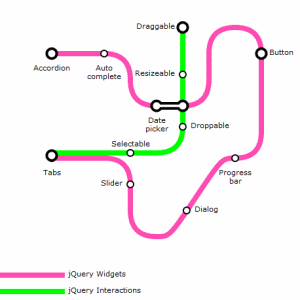 Draggable
Button
Accordion
Auto
complete
Resizeable
Date
picker
Droppable
Selectable
Tabs
Slider
Progress
bar
Dialog
jQuery Widgets
jQuery Interactions